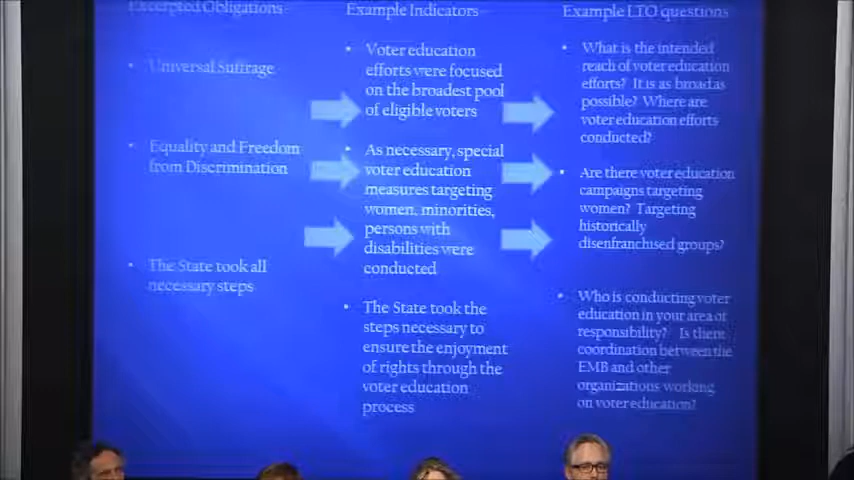 Excerpted Obligations
Example Indicators
Example LTO questions
• Universal Suffrage
• Equality and Freedom
from Discrimination
• The State took all
necessary steps
• Voter education
efforts were focused
on the broadest pool
of eligible voters
• As necessary, special
voter education
measures targeting
women, minorities,
persons with
disabilities were
conducted
• The State took the
steps necessary to
ensure the enjoyment
of rights through the
voter education
process
• What is the intended
reach of voter education
efforts? It is as broad as
possible? Where are
voter education efforts
conducted?
• Are there voter education
campaigns targeting
women? Targeting
historically
disenfranchised groups?
• Who is conducting voter
education in your area of
responsibility? Is there
coordination between the
EMB and other
organizations working
on voter education?